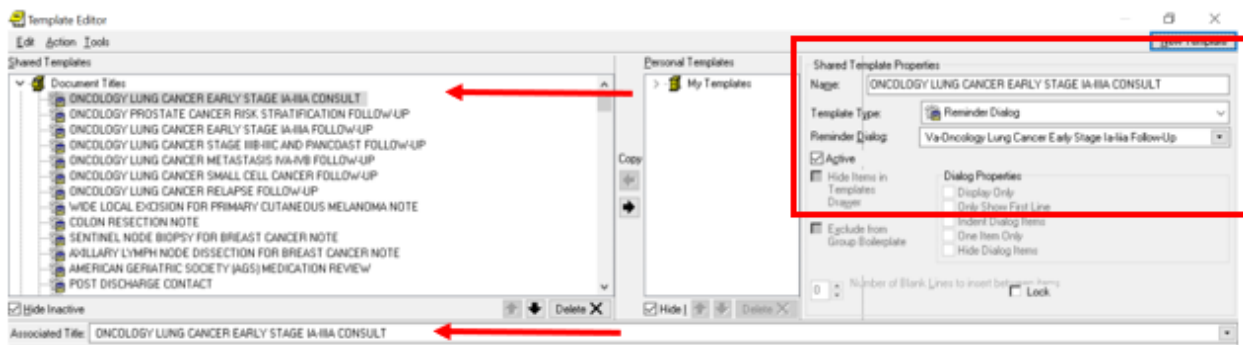 Template Editor
Edit Action Tools
New Template
Shared Templates
Document Titles
ONCOLOGY LUNG CANCER EARLY STAGE IA-IIIA CONSULT
ONCOLOGY PROSTATE CANCER RISK STRATIFICATION FOLLOW-UP
ONCOLOGY LUNG CANCER EARLY STAGE IA-IIIA FOLLOW-UP
ONCOLOGY LUNG CANCER STAGE IIIB-IIIC AND PANCOAST FOLLOW-UP
ONCOLOGY LUNG CANCER METASTASIS IVA-IVB FOLLOW-UP
ONCOLOGY LUNG CANCER SMALL CELL CANCER FOLLOW-UP
ONCOLOGY LUNG CANCER RELAPSE FOLLOW-UP
WIDE LOCAL EXCISION FOR PRIMARY CUTANEOUS MELANOMA NOTE
COLON RESECTION NOTE
SENTINEL NODE BIOPSY FOR BREAST CANCER NOTE
AXILLARY LYMPH NODE DISSECTION FOR BREAST CANCER NOTE
AMERICAN GERIATRIC SOCIETY (AGS) MEDICATION REVIEW
POST DISCHARGE CONTACT
Hide Inactive
Delete
Copy
Personal Templates
My Templates
Hide
Delete
Shared Template Properties
Name: ONCOLOGY LUNG CANCER EARLY STAGE IA-IIIA CONSULT
Template Type: Reminder Dialog
Reminder Dialog: Va-Oncology Lung Cancer Early Stage Ia-Iiia Follow-Up
Active
Hide Items in
Templates
Drawer
Exclude from
Group Boilerplate
Dialog Properties
Display Only
Only Show First Line
Indent Dialog Items
One Item Only
Hide Dialog Items
0 Number of Blank Lines to insert between items
Lock
Associated Title: ONCOLOGY LUNG CANCER EARLY STAGE IA-IIIA CONSULT